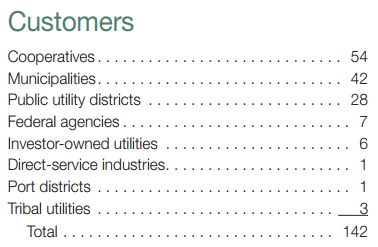 Customers
Cooperatives . . . . . . . . . . . . . . . . . . . . . . . . . . . . 54
Municipalities . . . . . . . . . . . . . . . . . . . . . . . . . . . . 42
Public utility districts . . . . . . . . . . . . . . . . . . . . . . 28
Federal agencies . . . . . . . . . . . . . . . . . . . . . . . . . 7
Investor-owned utilities . . . . . . . . . . . . . . . . . . . . . 6
Direct-service industries. . . . . . . . . . . . . . . . . . . . 1
Port districts . . . . . . . . . . . . . . . . . . . . . . . . . . . . 1
Tribal utilities . . . . . . . . . . . . . . . . . . . . . . . . . . . 3
Total . . . . . . . . . . . . . . . . . . . . . . . . . . . . . . . . 142